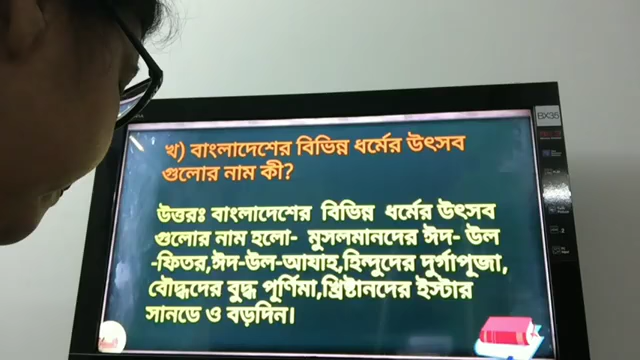 খ) বাংলাদেশের বিভিন্ন ধর্মের উৎসব
গুলোর নাম কী?
উত্তরঃ বাংলাদেশের বিভিন্ন ধর্মের উৎসব
গুলোর নাম হলো- মুসলমানদের ঈদ- উল
-ফিতর,ঈদ-উল-আযাহ,হিন্দুদের দুর্গাপূজা,
বৌদ্ধদের বুদ্ধ পূর্ণিমা,খ্রিষ্টানদের ইস্টার
সানডে ও বড়দিন।
BX35